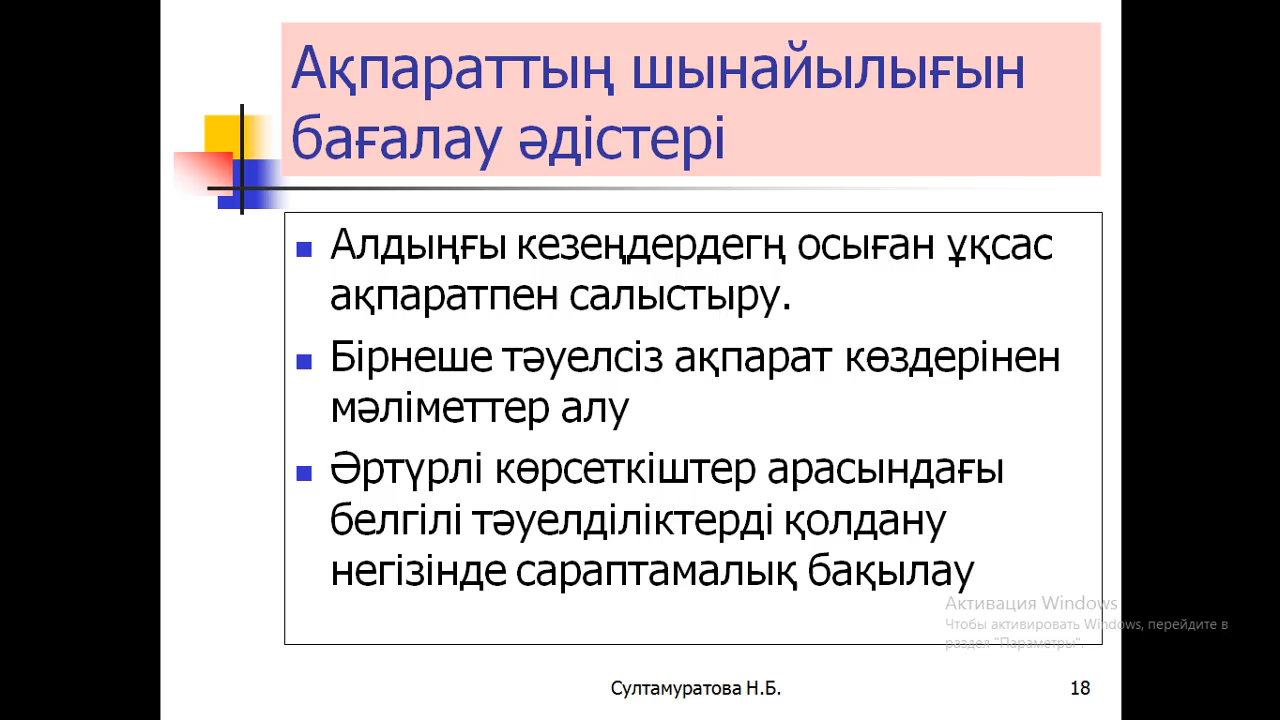 Ақпараттың шынайылығын
бағалау әдістері
Алдыңғы кезеңдердегң осыған ұқсас
ақпаратпен салыстыру.
Бірнеше тәуелсіз ақпарат көздерінен
мәліметтер алу
Әртүрлі көрсеткіштер арасындағы
белгілі тәуелділіктерді қолдану
негізінде сараптамалық бақылау
Активация Windows
Чтобы активировать Windows, перейдите в
раздел "Параметры".
Султамуратова Н.Б.
18